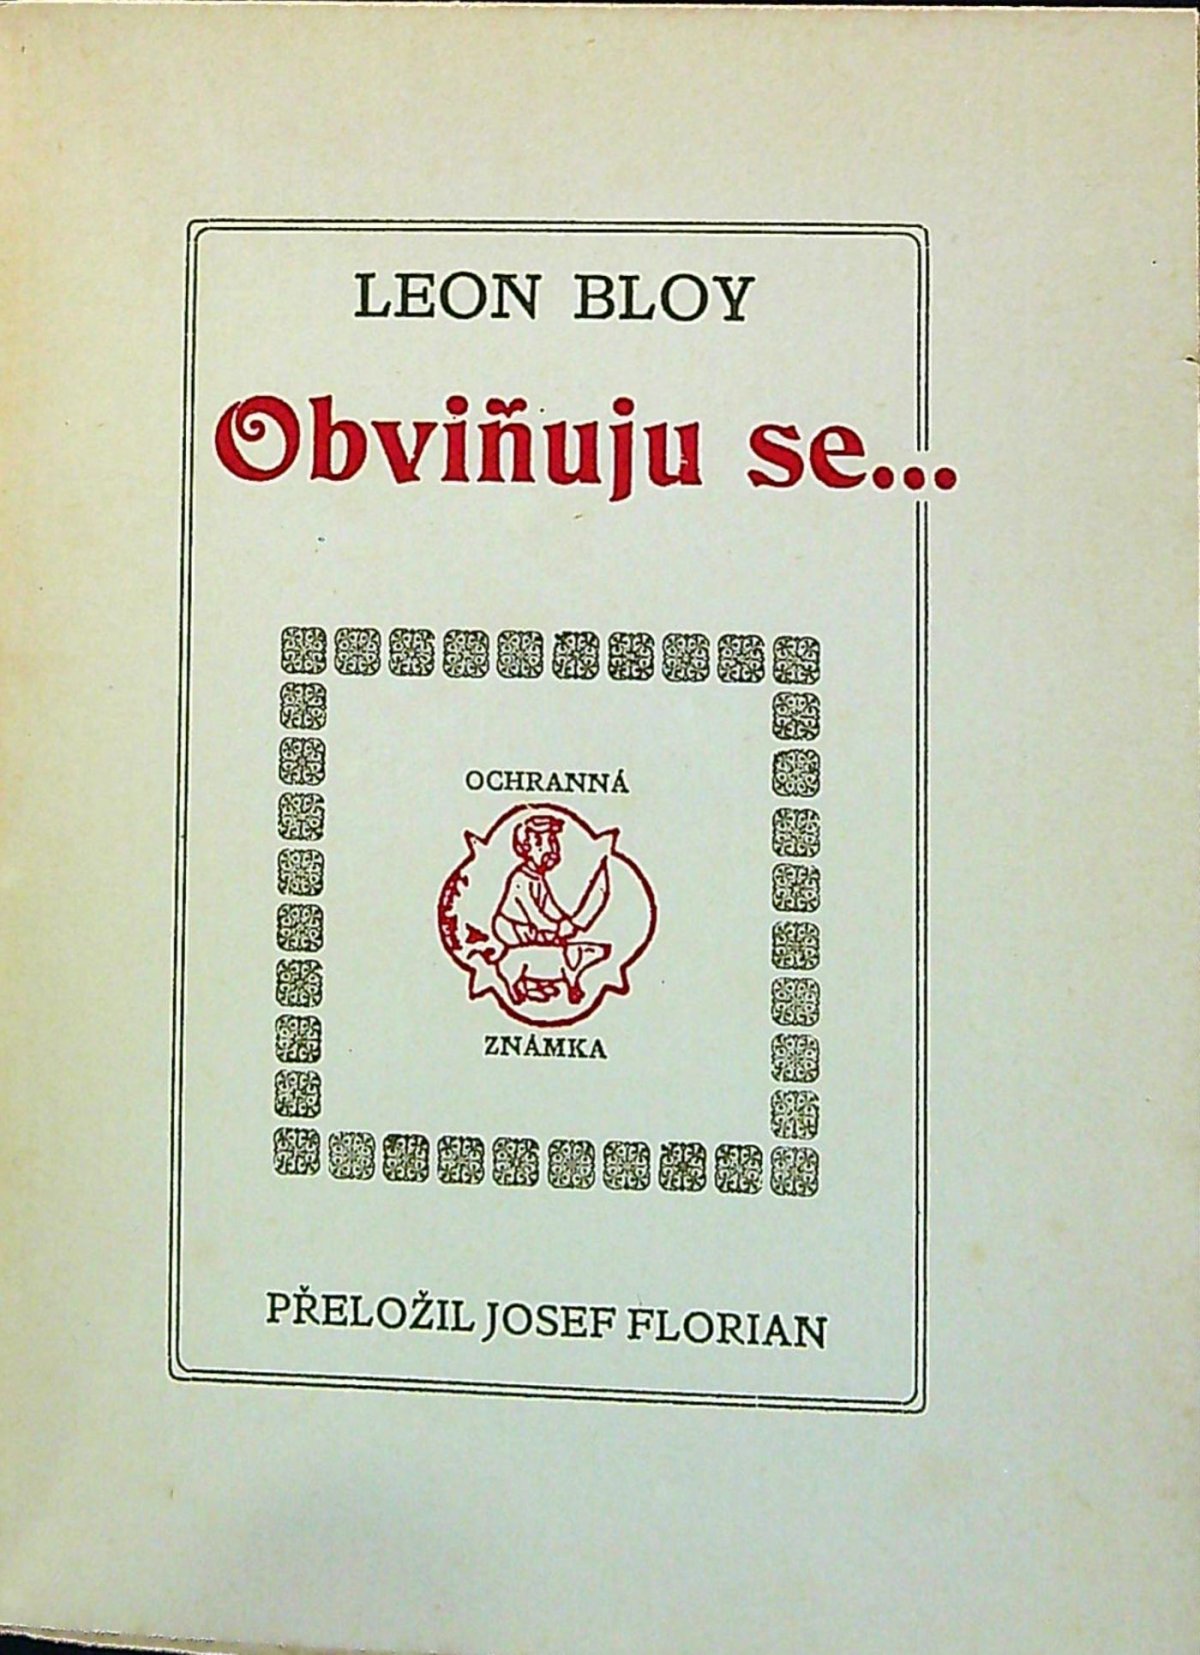 LEON BLOY
Obviňuju se...
OCHRANNÁ
ZNÁMKA
PŘELOŽIL JOSEF FLORIAN